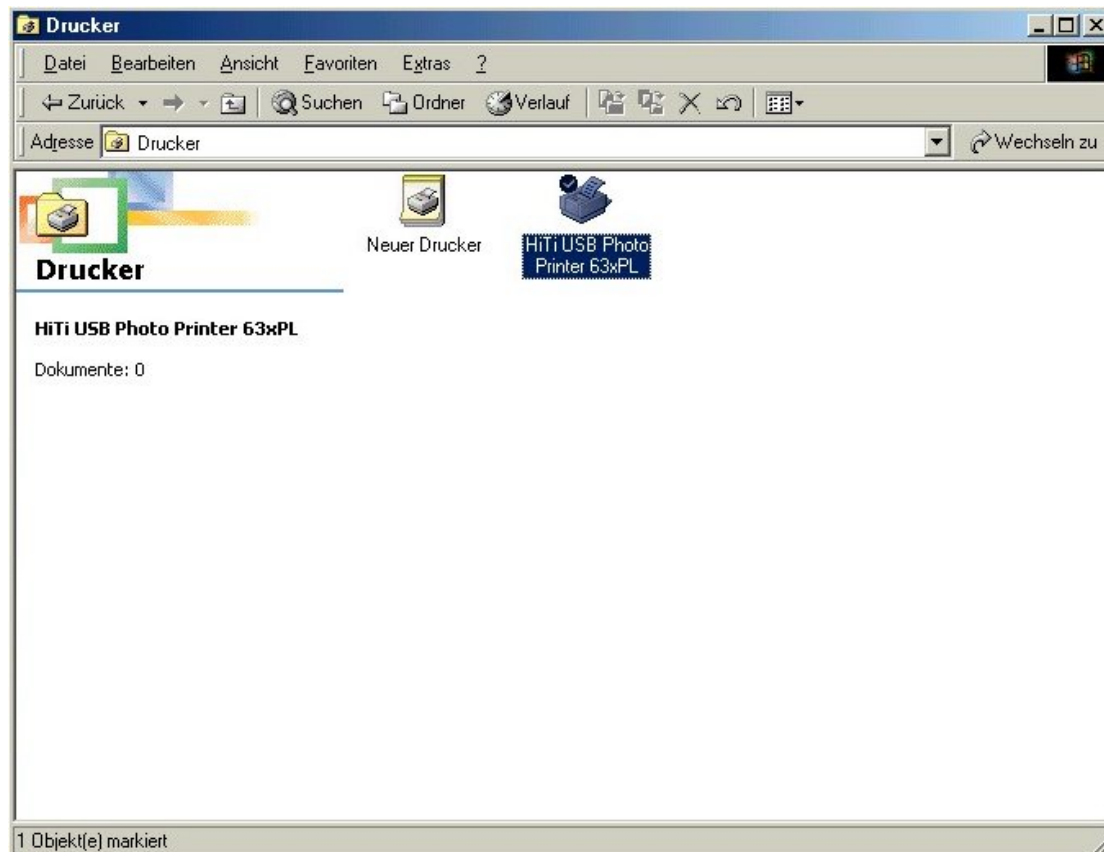 Drucker
Datei Bearbeiten Ansicht Favoriten Extras ?
Zurück Suchen Ordner Verlauf
Adresse Drucker Wechseln zu
Neuer Drucker
HiTi USB Photo
Printer 63xPL
Drucker
HiTi USB Photo Printer 63xPL
Dokumente: 0
1 Objekt(e) markiert